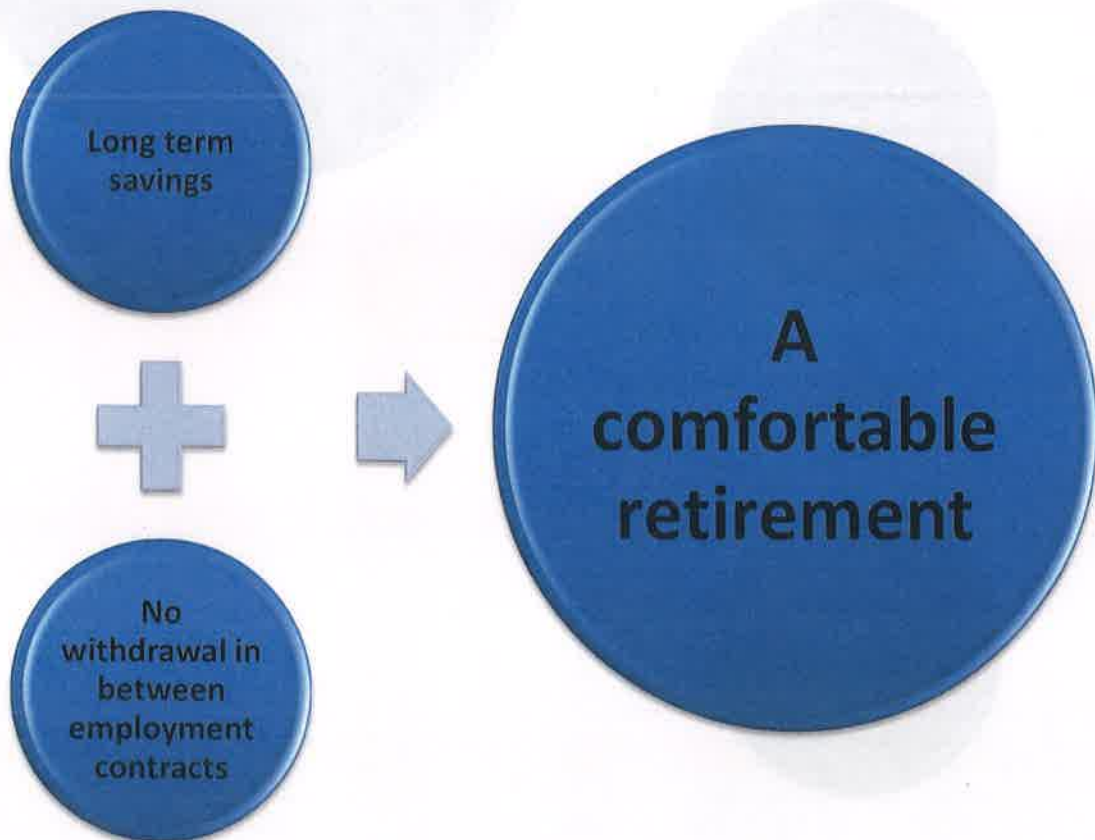 Long term
savings
No
withdrawal in
between
employment
contracts
A
comfortable
retirement